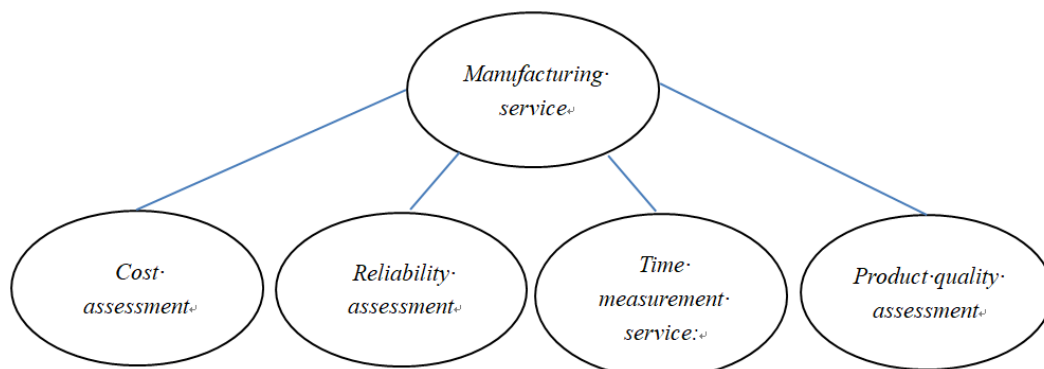 Manufacturing·
service↵
Cost·
assessment↵
Reliability·
assessment↵
Time·
measurement·
service:↵
Product·quality·
assessment↵